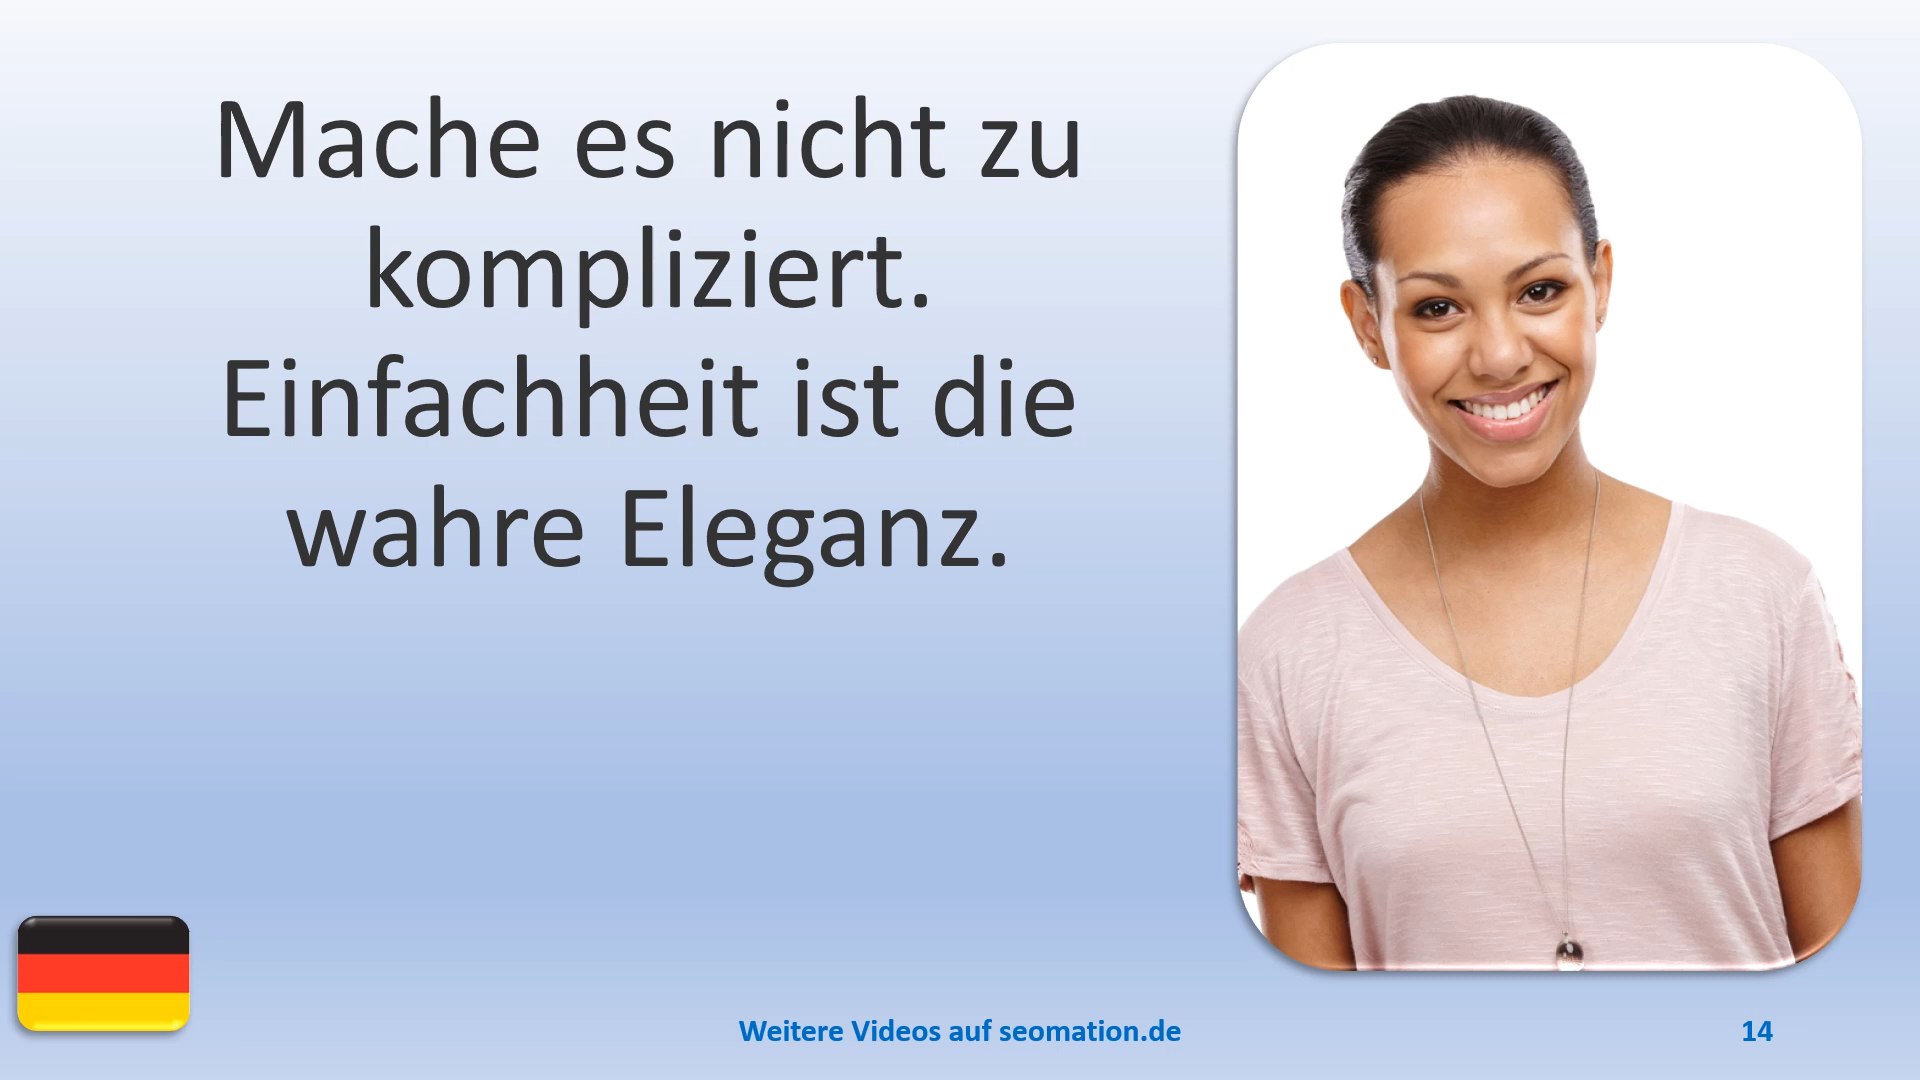 Mache es nicht zu
kompliziert.
Einfachheit ist die
wahre Eleganz.
Weitere Videos auf seomation.de
14